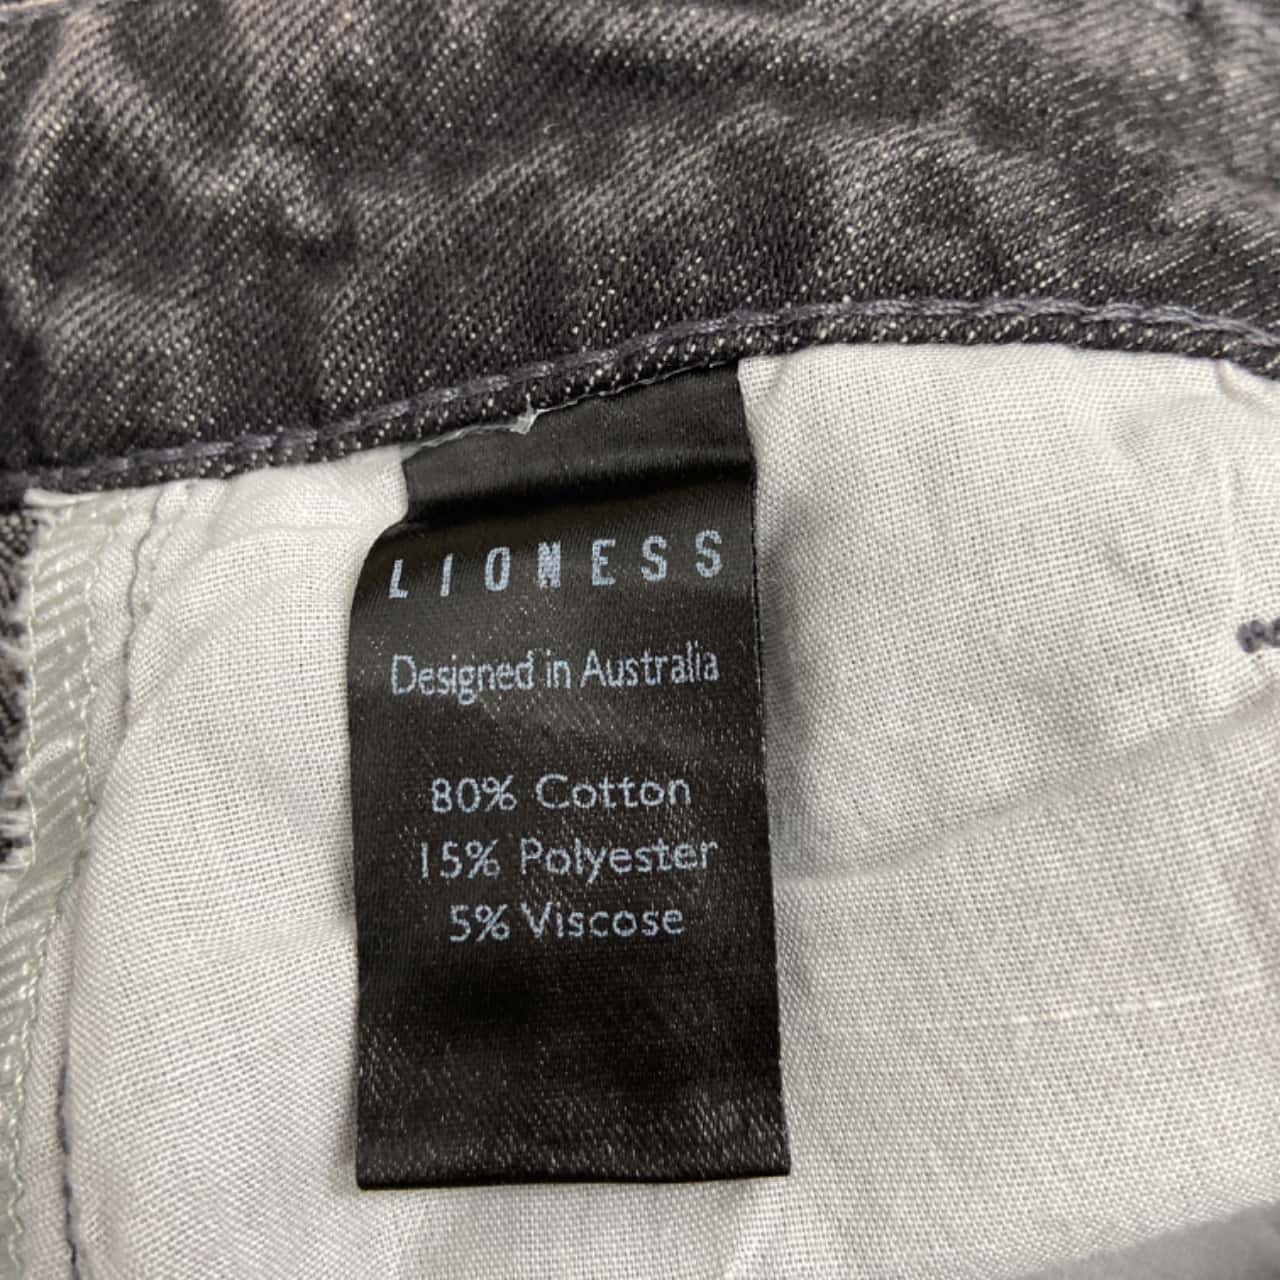 LIONESS
Designed in Australia
80% Cotton
15% Polyester
5% Viscose